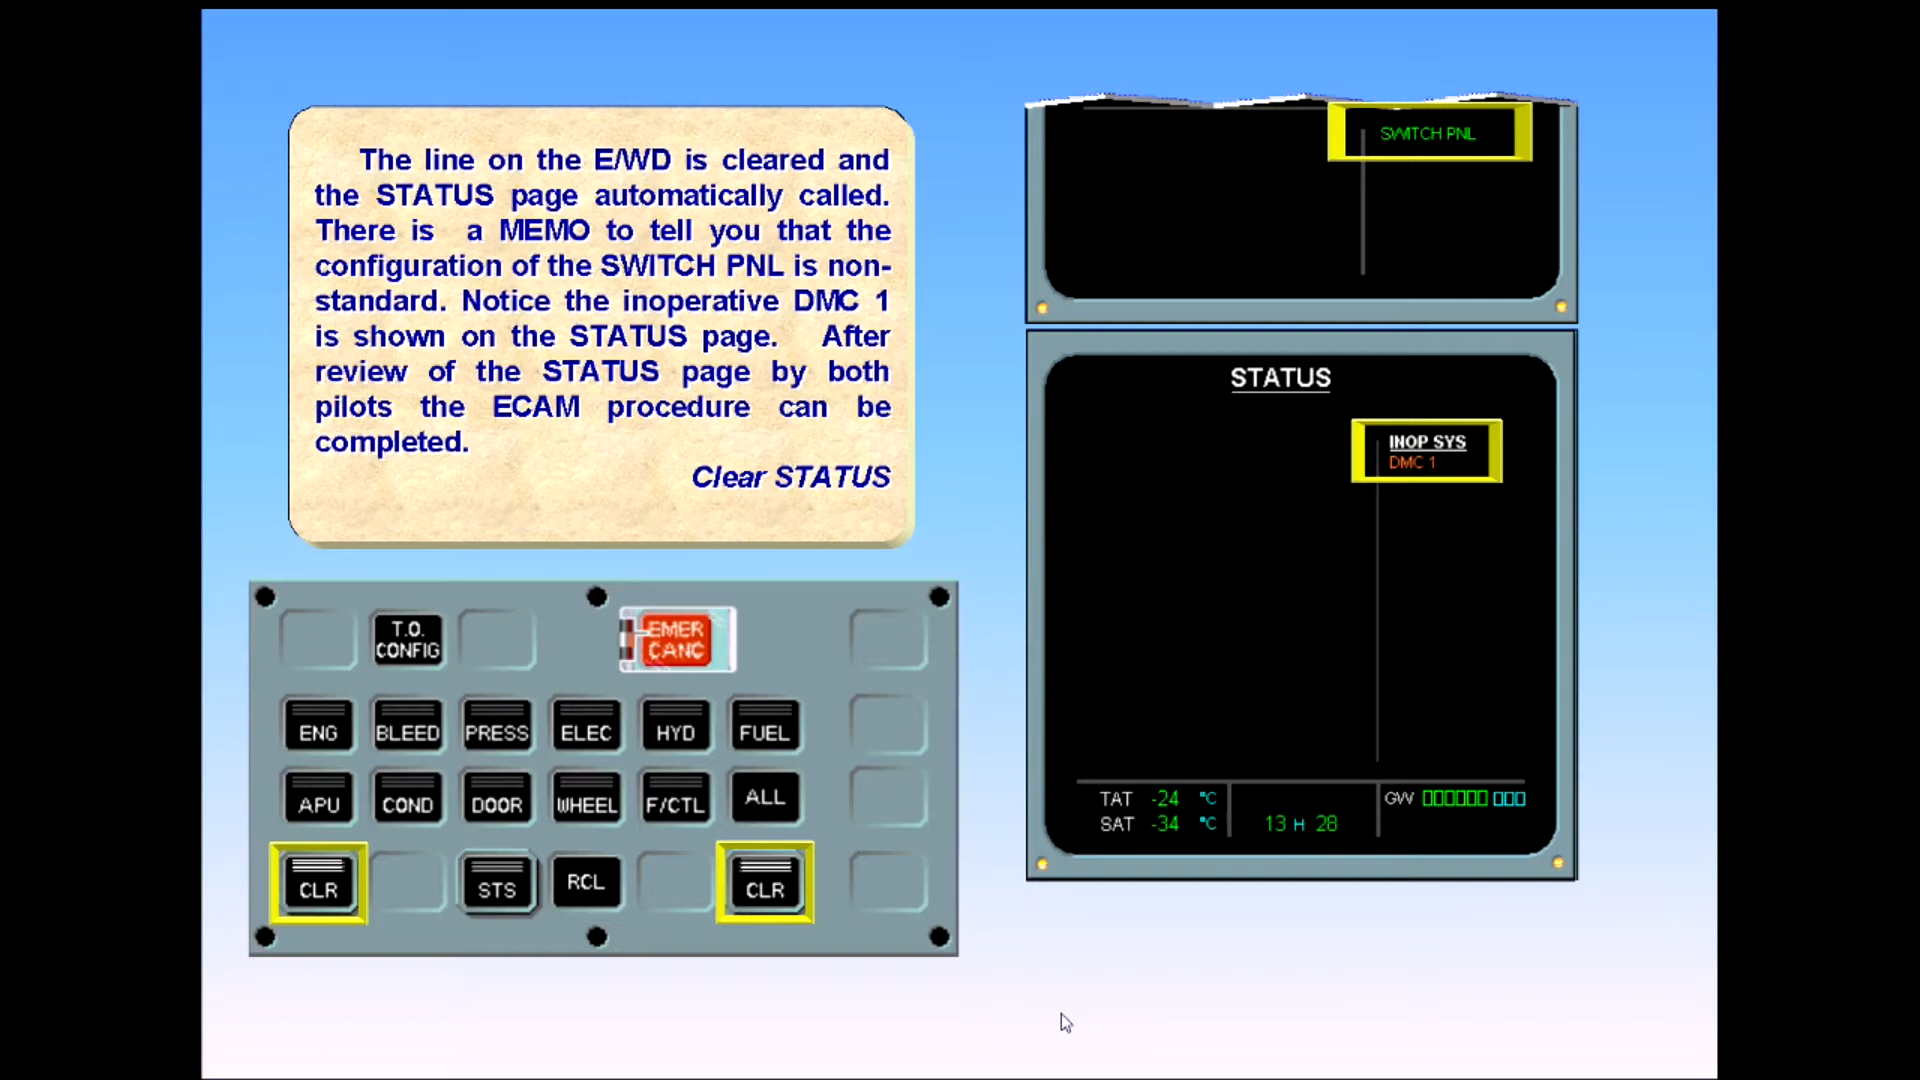 The line on the E/WD is cleared and
the STATUS page automatically called.
There is a MEMO to tell you that the
configuration of the SWITCH PNL is non-
standard. Notice the inoperative DMC 1
is shown on the STATUS page. After
review of the STATUS page by both
pilots the ECAM procedure can be
completed.
Clear STATUS
SWITCH PNL
STATUS
INOP SYS
DMC 1
TAT -24 °C
SAT -34 °C
13 H 28
GW
T.O.
CONFIG
EMER
CANC
ENG BLEED PRESS ELEC HYD FUEL
APU COND DOOR WHEEL F/CTL ALL
CLR STS RCL CLR